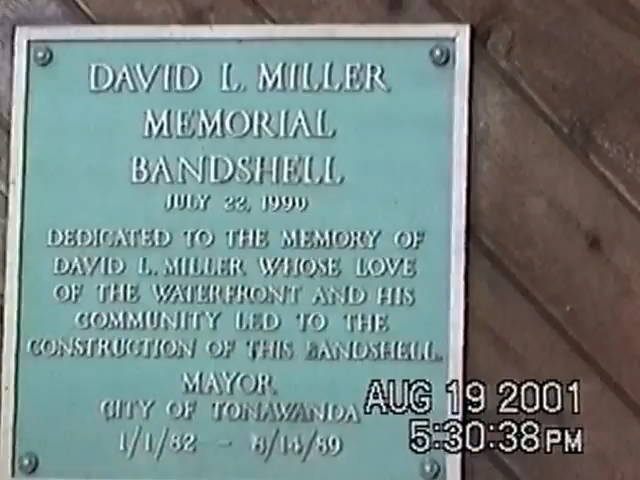 DAVID L. MILLER
MEMORIAL
BANDSHELL
JULY 22, 1990
DEDICATED TO THE MEMORY OF
DAVID L. MILLER WHOSE LOVE
OF THE WATERFRONT AND HIS
COMMUNITY LED TO THE
CONSTRUCTION OF THIS BANDSHELL.
MAYOR
CITY OF TONAWANDA
1/1/82 - 8/14/89
AUG 19 2001
5:30:38PM